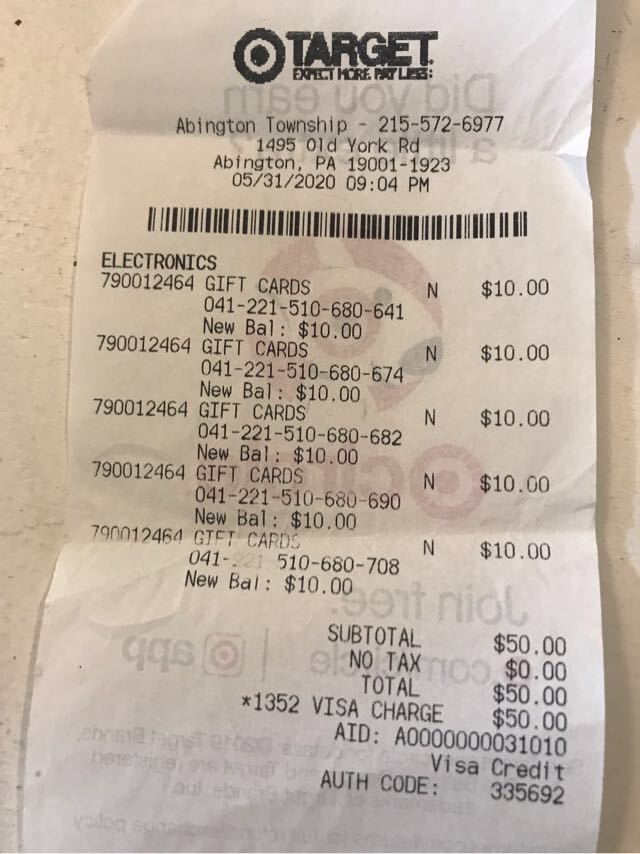 TARGET
EXPECT MORE. PAY LESS.
Abington Township - 215-572-6977
1495 Old York Rd
Abington, PA 19001-1923
05/31/2020 09:04 PM
ELECTRONICS
790012464 GIFT CARDS N $10.00
041-221-510-680-641
New Bal: $10.00
790012464 GIFT CARDS N $10.00
041-221-510-680-674
New Bal: $10.00
790012464 GIFT CARDS N $10.00
041-221-510-680-682
New Bal: $10.00
790012464 GIFT CARDS N $10.00
041-221-510-680-690
New Bal: $10.00
790012464 GIFT CARDS N $10.00
041-221 510-680-708
New Bal: $10.00
SUBTOTAL $50.00
NO TAX $0.00
TOTAL $50.00
*1352 VISA CHARGE $50.00
AID: A0000000031010
Visa Credit
AUTH CODE: 335692